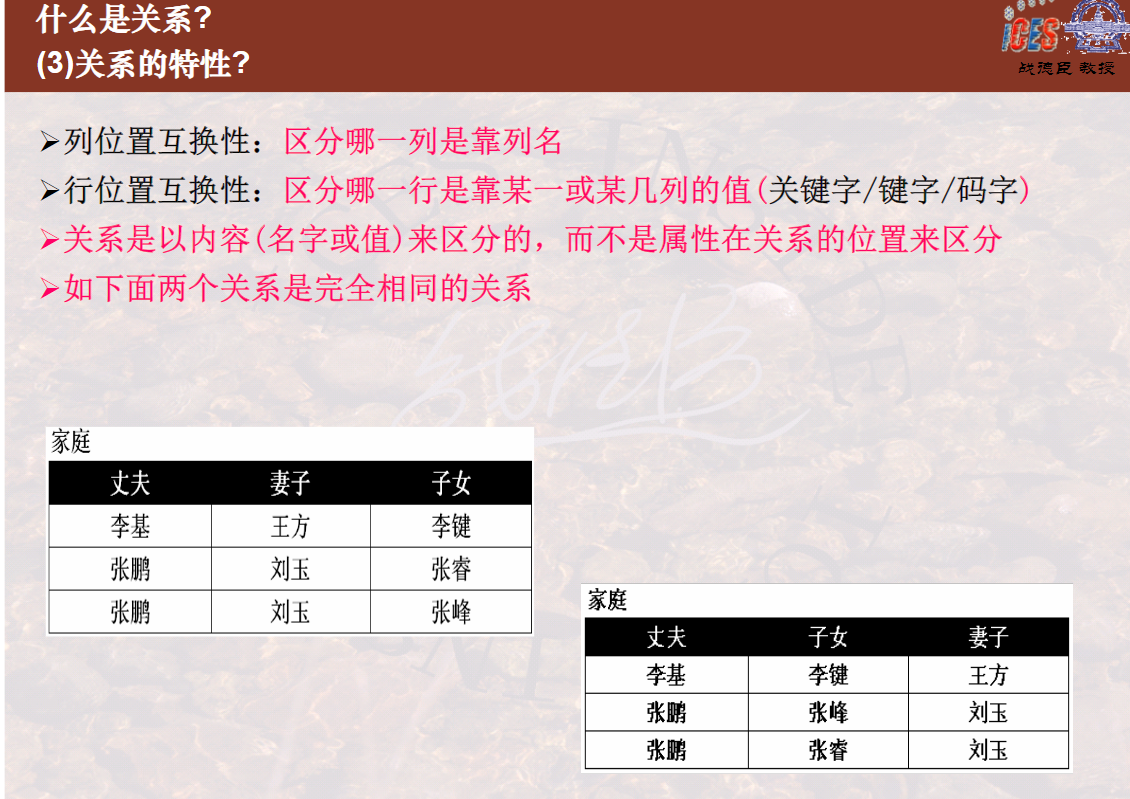 什么是关系?
(3)关系的特性?
iCES
战德臣 教授
➢列位置互换性：区分哪一列是靠列名
➢行位置互换性：区分哪一行是靠某一或某几列的值(关键字/键字/码字)
➢关系是以内容(名字或值)来区分的，而不是属性在关系的位置来区分
➢如下面两个关系是完全相同的关系
家庭
丈夫 妻子 子女
李基 王方 李键
张鹏 刘玉 张睿
张鹏 刘玉 张峰
家庭
丈夫 子女 妻子
李基 李键 王方
张鹏 张峰 刘玉
张鹏 张睿 刘玉